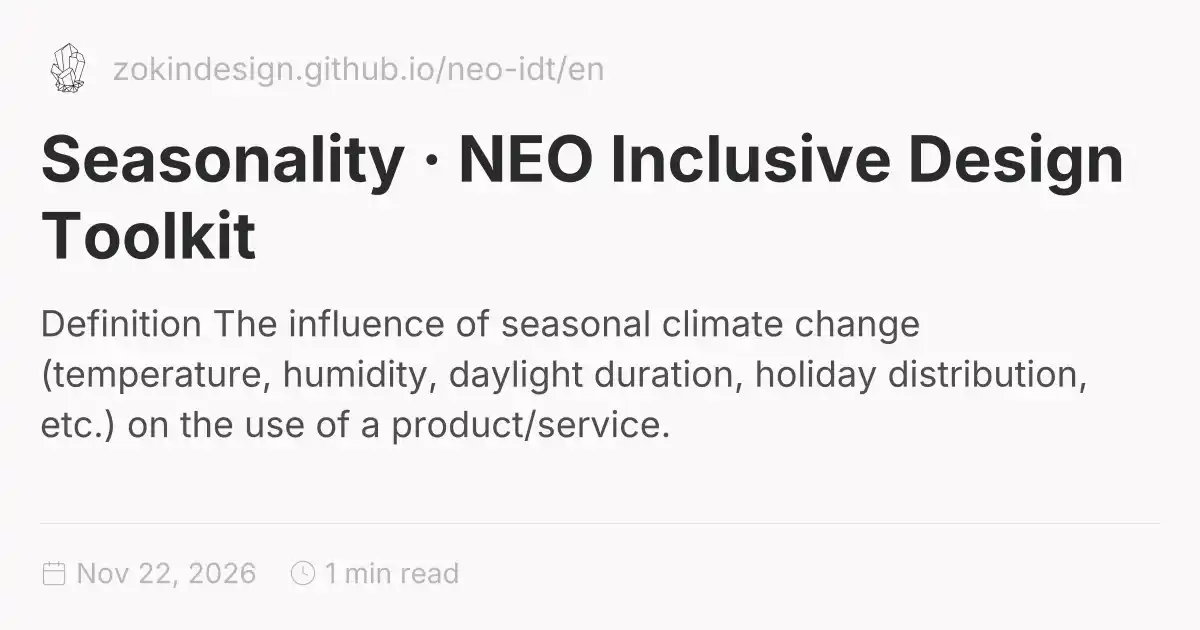 zokindesign.github.io/neo-idt/en
Seasonality · NEO Inclusive Design
Toolkit
Definition The influence of seasonal climate change
(temperature, humidity, daylight duration, holiday distribution,
etc.) on the use of a product/service.
Nov 22, 2026 1 min read